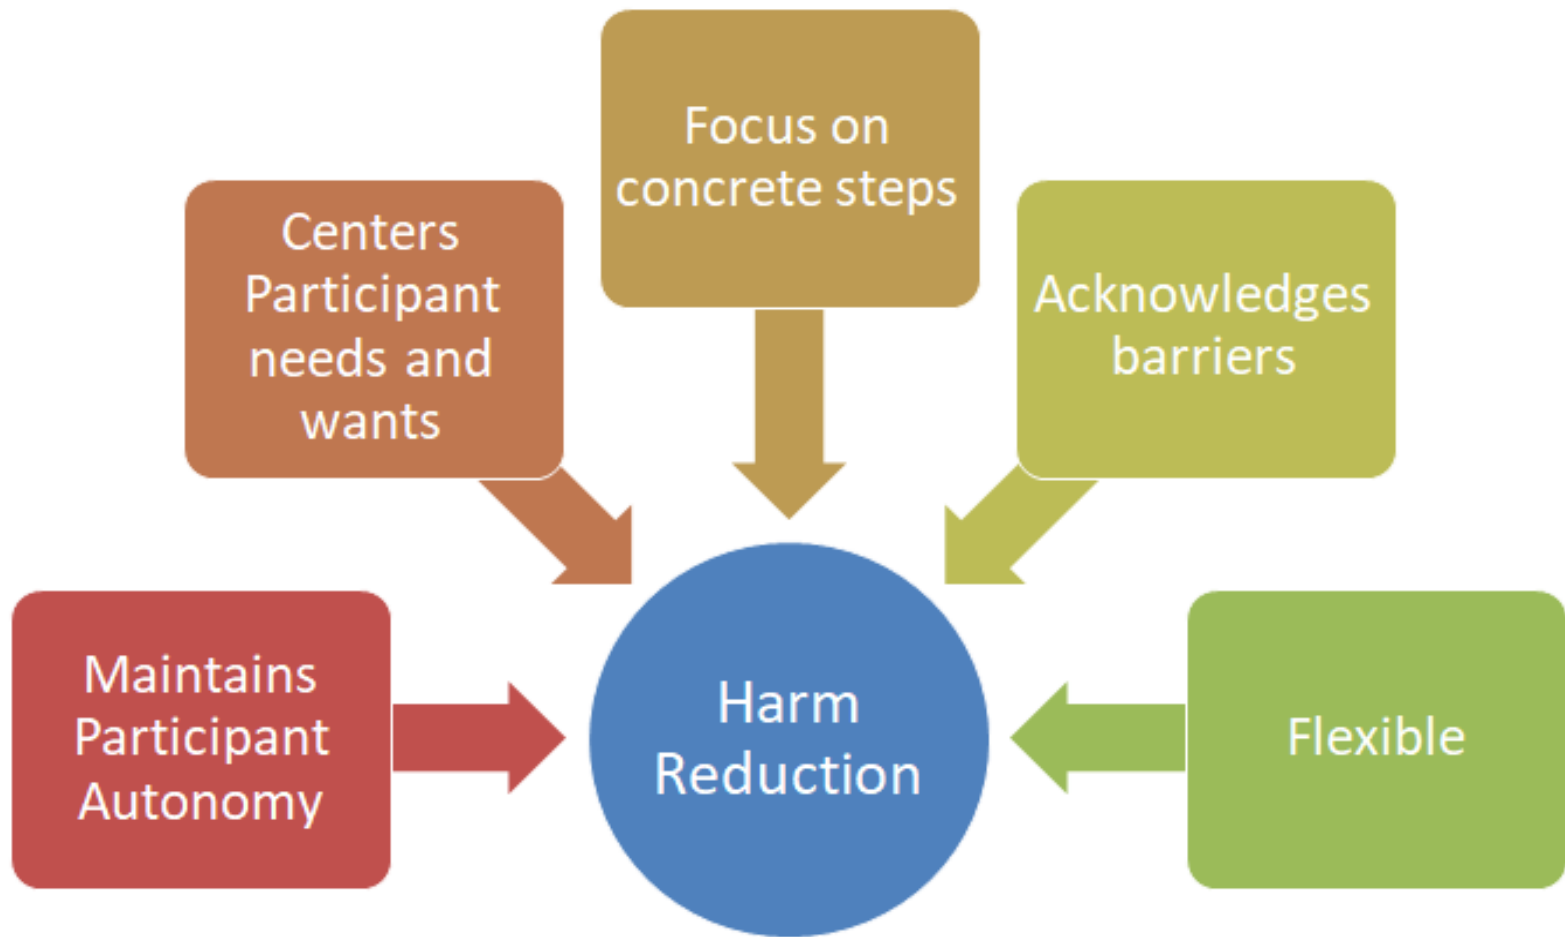 Maintains
Participant
Autonomy
Centers
Participant
needs and
wants
Focus on
concrete steps
Acknowledges
barriers
Flexible
Harm
Reduction